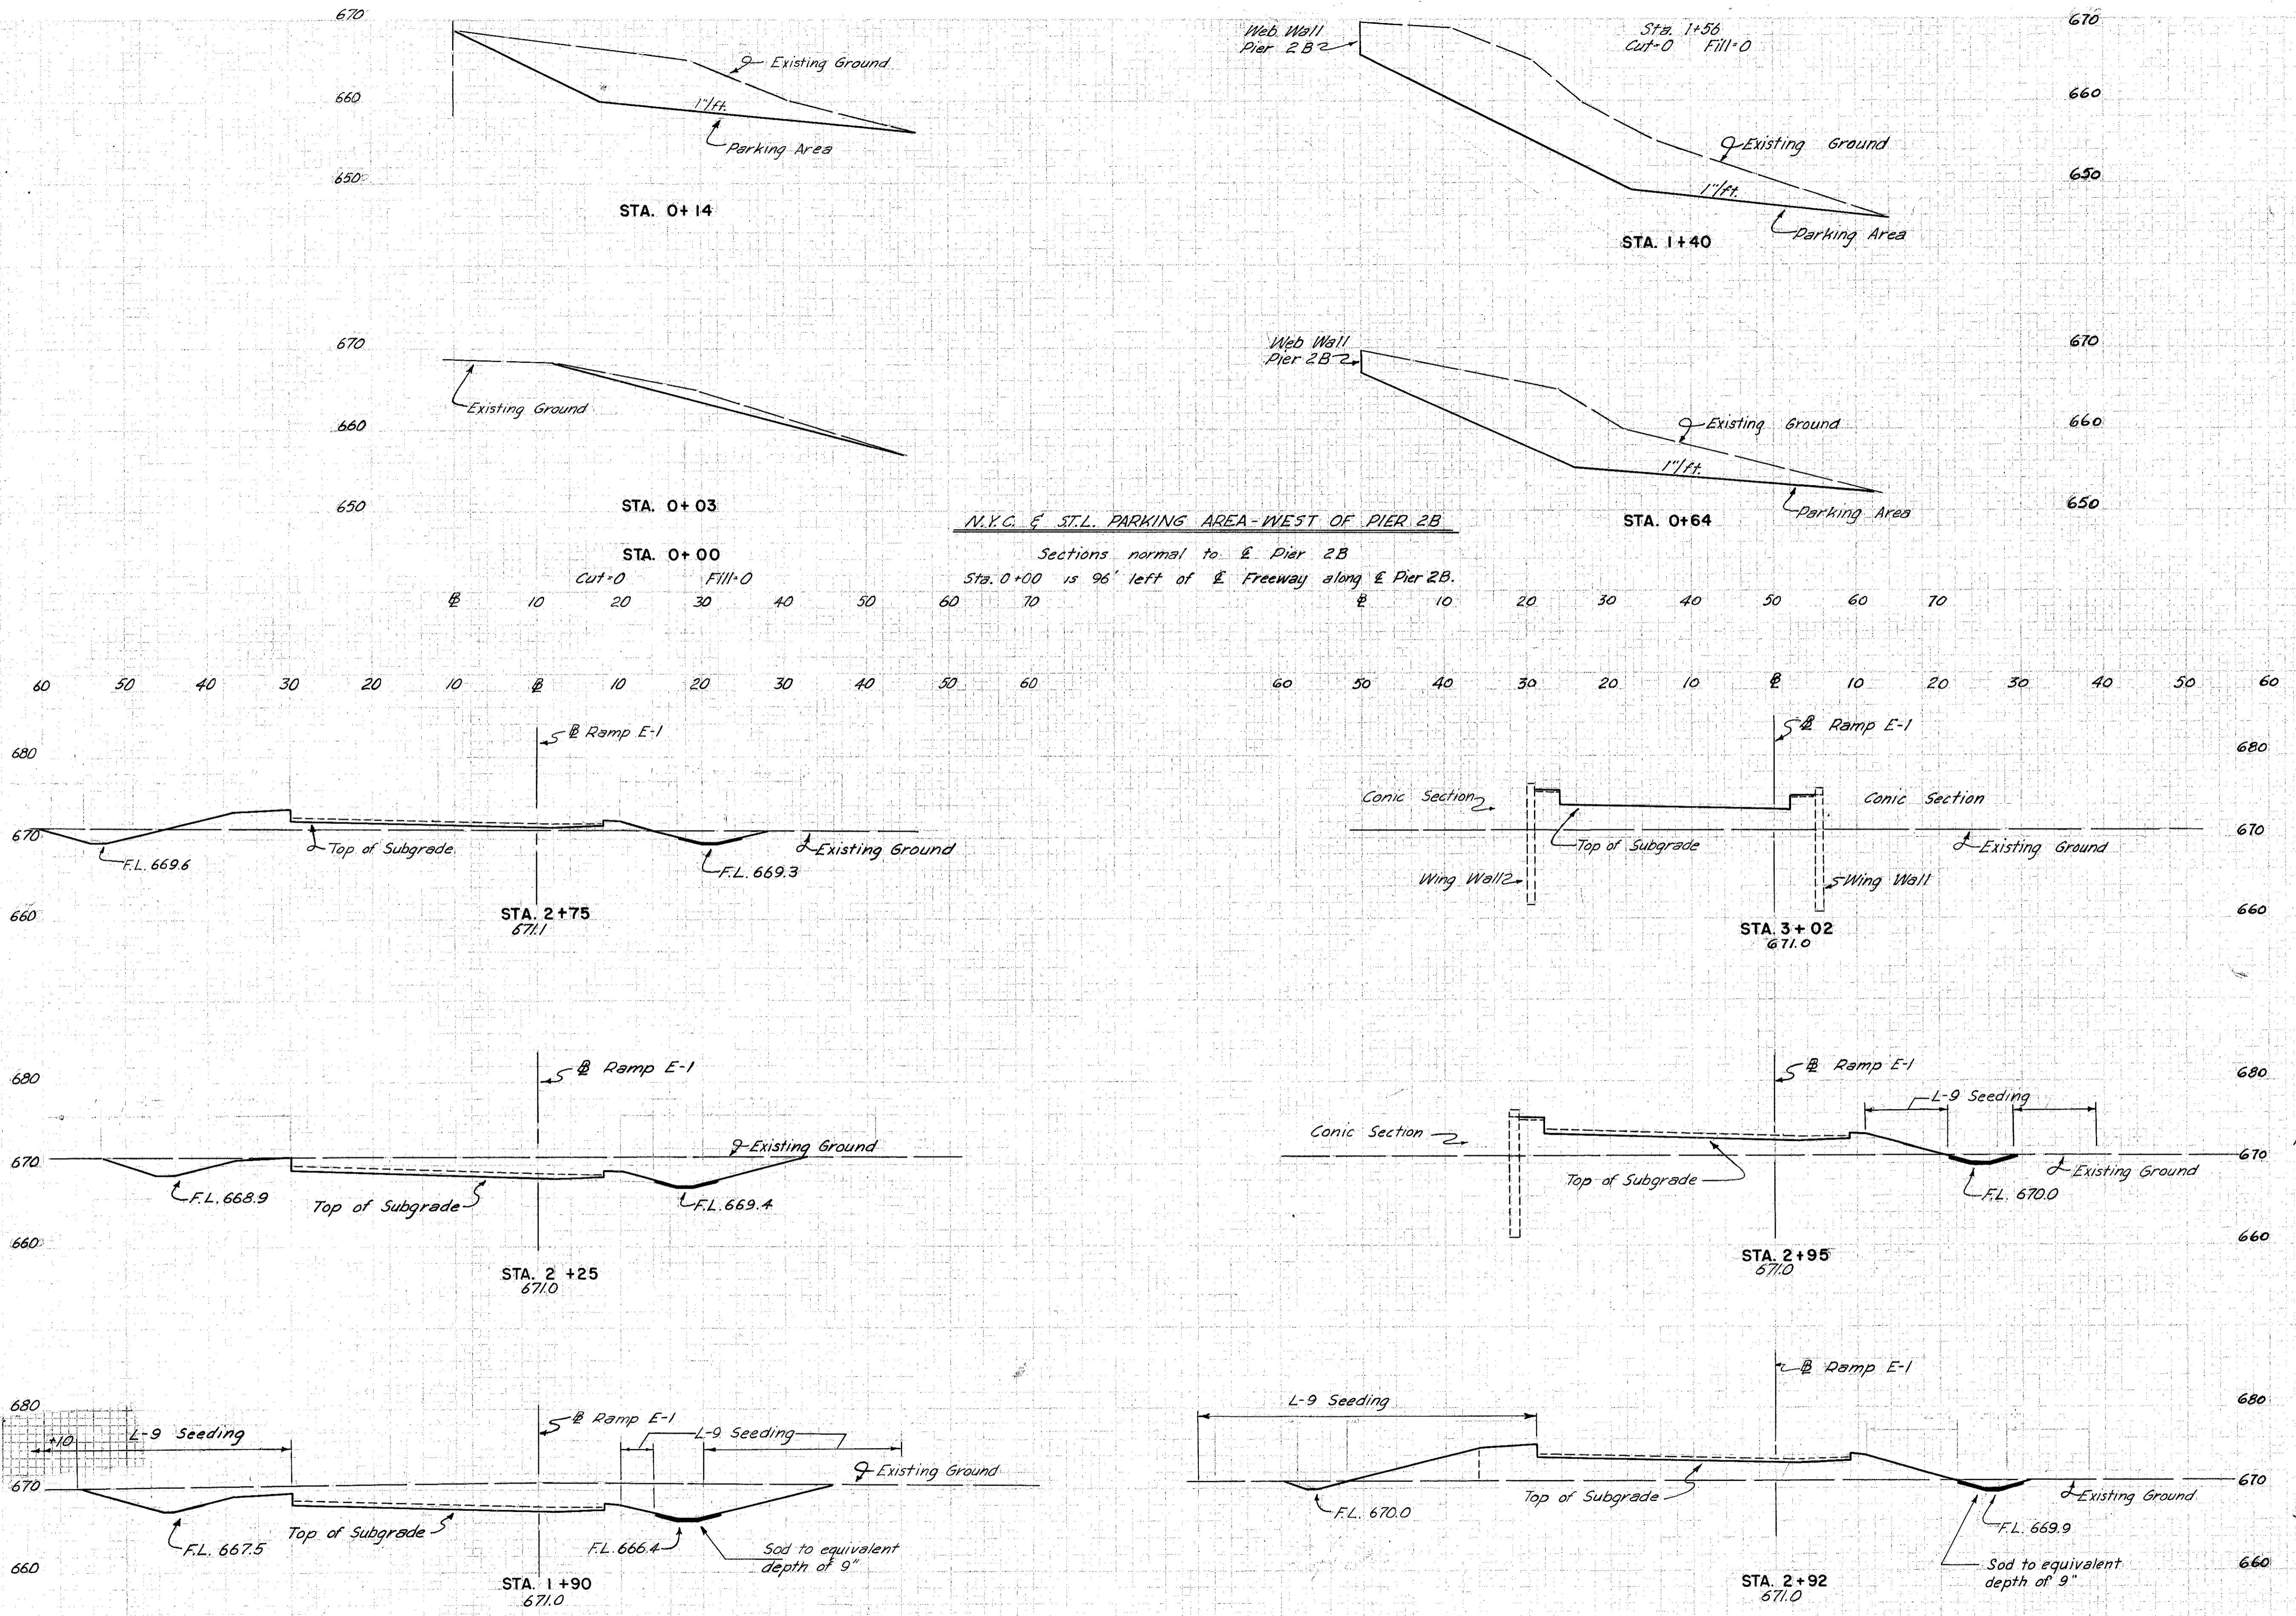 670
Existing Ground
660
1"/ft.
Parking Area
650
STA. 0+14
Web Wall
Pier 2B
Sta. 1+56
Cut=0 Fill=0
670
660
Existing Ground
650
1"/ft.
Parking Area
STA. 1+40
670
Existing Ground
660
650
STA. 0+03
STA. 0+00
Cut=0 Fill=0
Web Wall
Pier 2B
670
Existing Ground
660
1"/ft.
650
Parking Area
STA. 0+64
N.Y.C. & ST.L. PARKING AREA-WEST OF PIER 2B
Sections normal to ℄ Pier 2B
Sta. 0+00 is 96' left of ℄ Freeway along ℄ Pier 2B.
10 20 30 40 50 60 70
10 20 30 40 50 60 70
60 50 40 30 20 10 10 20 30 40 50 60
60 50 40 30 20 10 10 20 30 40 50 60
Ramp E-1
680
670
Top of Subgrade
Existing Ground
F.L. 669.6
F.L. 669.3
660
STA. 2+75
671.1
Ramp E-1
680
Conic Section
Conic Section
670
Top of Subgrade
Existing Ground
Wing Wall
Wing Wall
660
STA. 3+02
671.0
Ramp E-1
680
Existing Ground
670
F.L. 668.9
Top of Subgrade
F.L. 669.4
660
STA. 2 +25
671.0
Ramp E-1
680
L-9 Seeding
Conic Section
670
Top of Subgrade
Existing Ground
F.L. 670.0
660
STA. 2+95
671.0
680
+10
L-9 Seeding
Ramp E-1
L-9 Seeding
Existing Ground
670
F.L. 667.5
Top of Subgrade
F.L. 666.4
Sod to equivalent
depth of 9"
660
STA. 1 +90
671.0
Ramp E-1
L-9 Seeding
680
670
Top of Subgrade
Existing Ground
F.L. 670.0
F.L. 669.9
Sod to equivalent
depth of 9"
660
STA. 2+92
671.0